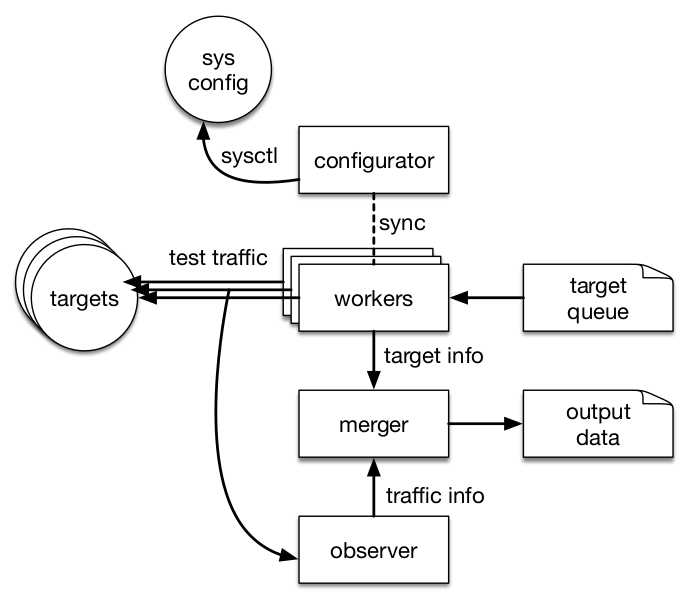 sys
config
sysctl
configurator
sync
test traffic
targets
workers
target
queue
target info
merger
output
data
traffic info
observer